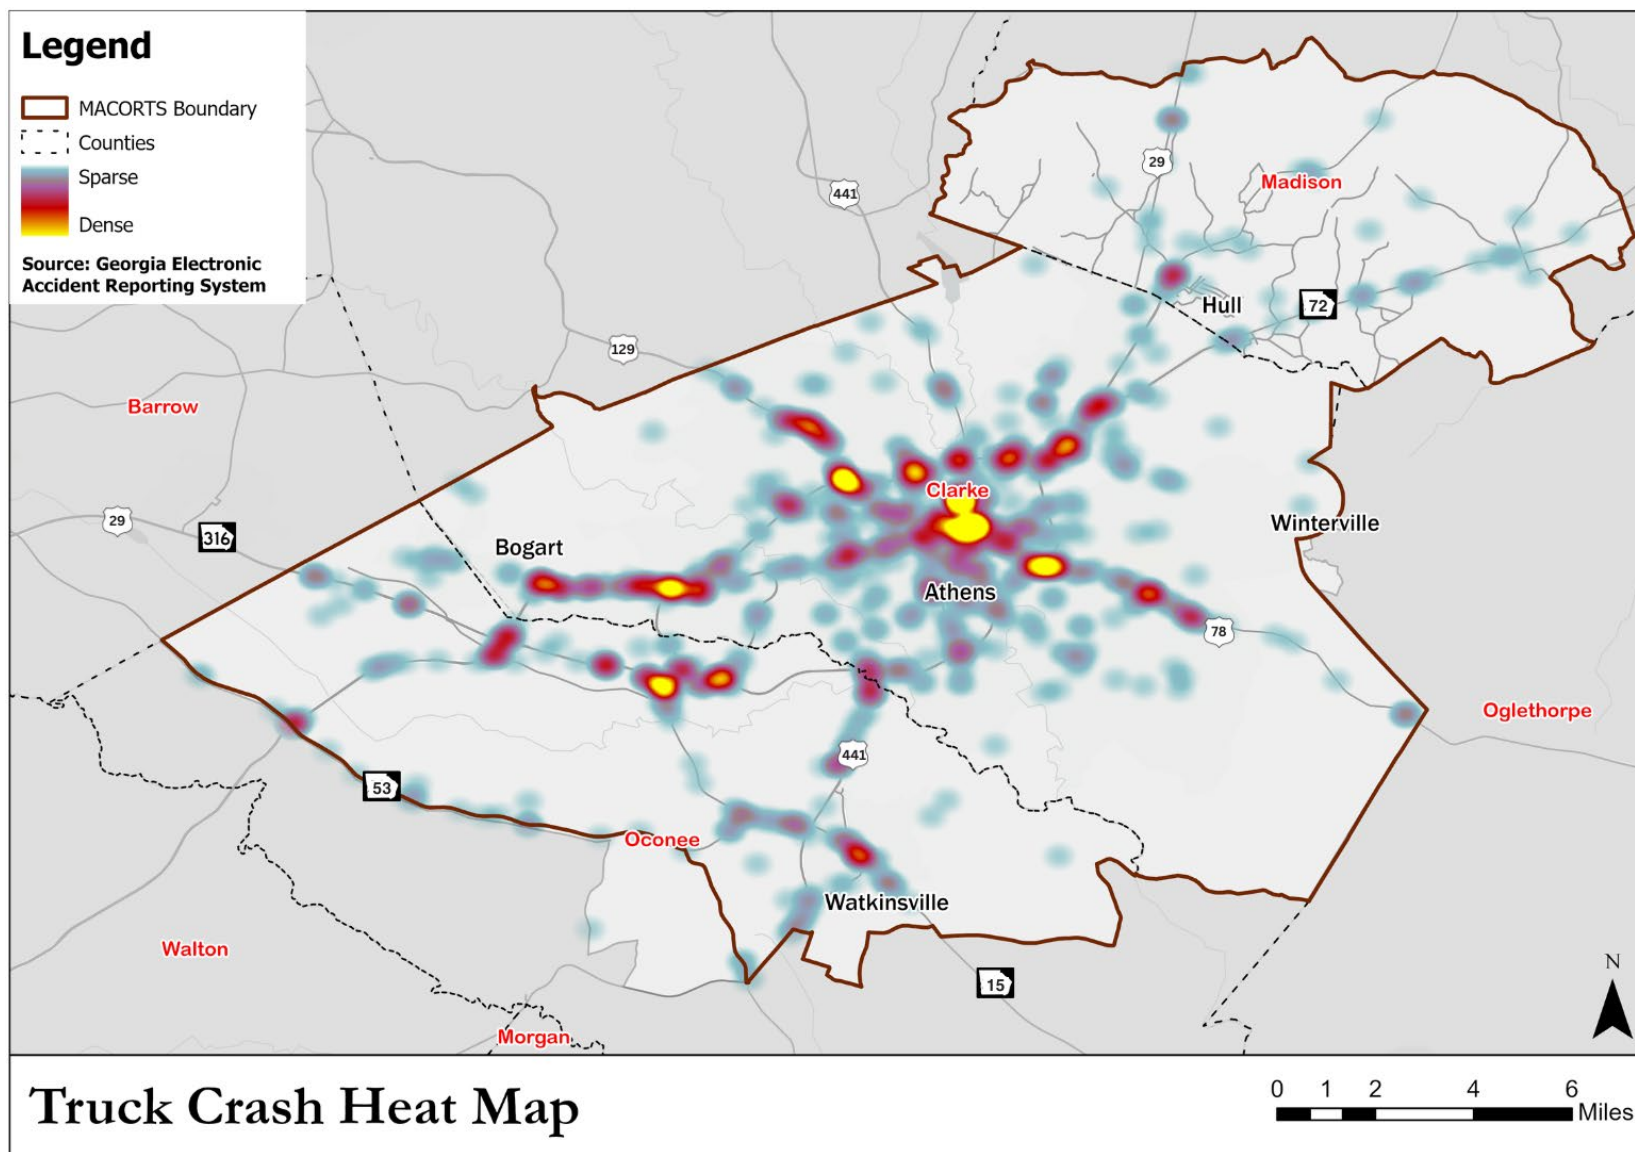 Legend
MACORTS Boundary
Counties
Sparse
Dense
Source: Georgia Electronic
Accident Reporting System
441
29
Madison
Hull
72
129
Barrow
Clarke
29
316
Bogart
Winterville
Athens
78
Oglethorpe
441
53
Oconee
Watkinsville
Walton
15
N
Morgan
Truck Crash Heat Map
0 1 2 4 6
Miles